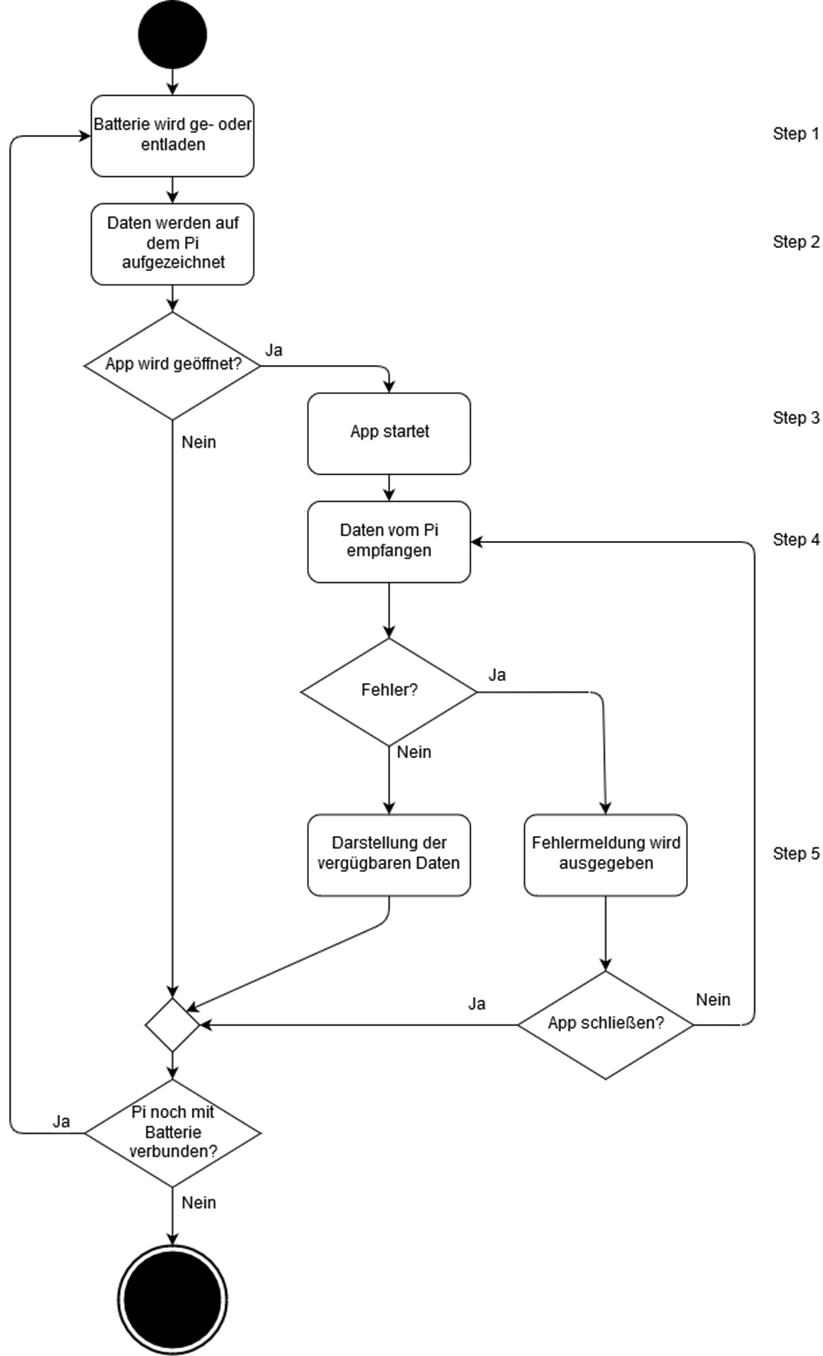 Batterie wird ge- oder
entladen
Step 1
Daten werden auf
dem Pi
aufgezeichnet
Step 2
App wird geöffnet?
Ja
Nein
App startet
Step 3
Daten vom Pi
empfangen
Step 4
Fehler?
Ja
Nein
Darstellung der
vergügbaren Daten
Fehlermeldung wird
ausgegeben
Step 5
Ja
App schließen?
Nein
Pi noch mit
Batterie
verbunden?
Ja
Nein